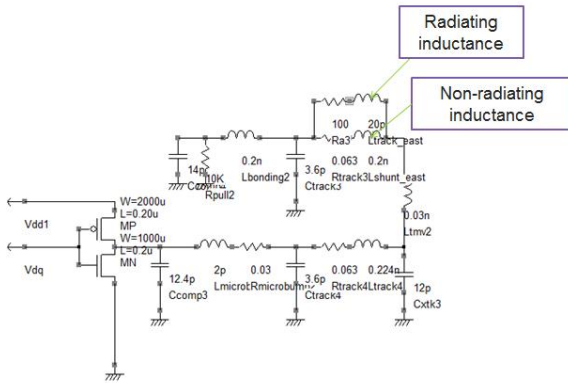 Radiating
inductance
Non-radiating
inductance
100 20p
Ra3 Ltrack_east
0.2n 3.6p 0.063 0.2n
14p
10K Lbonding2 Ctrack3 Rtrack3 Lshunt_east
Rpull2
W=2000u
L=0.20u
Vdd1 MP
W=1000u
L=0.2u
Vdq MN
0.03n
Ltmv2
12.4p 2p 0.03 3.6p 0.063 0.224n 12p
Ccomp3 Ctrack4 Rtrack4 Ltrack4 Cxtk3